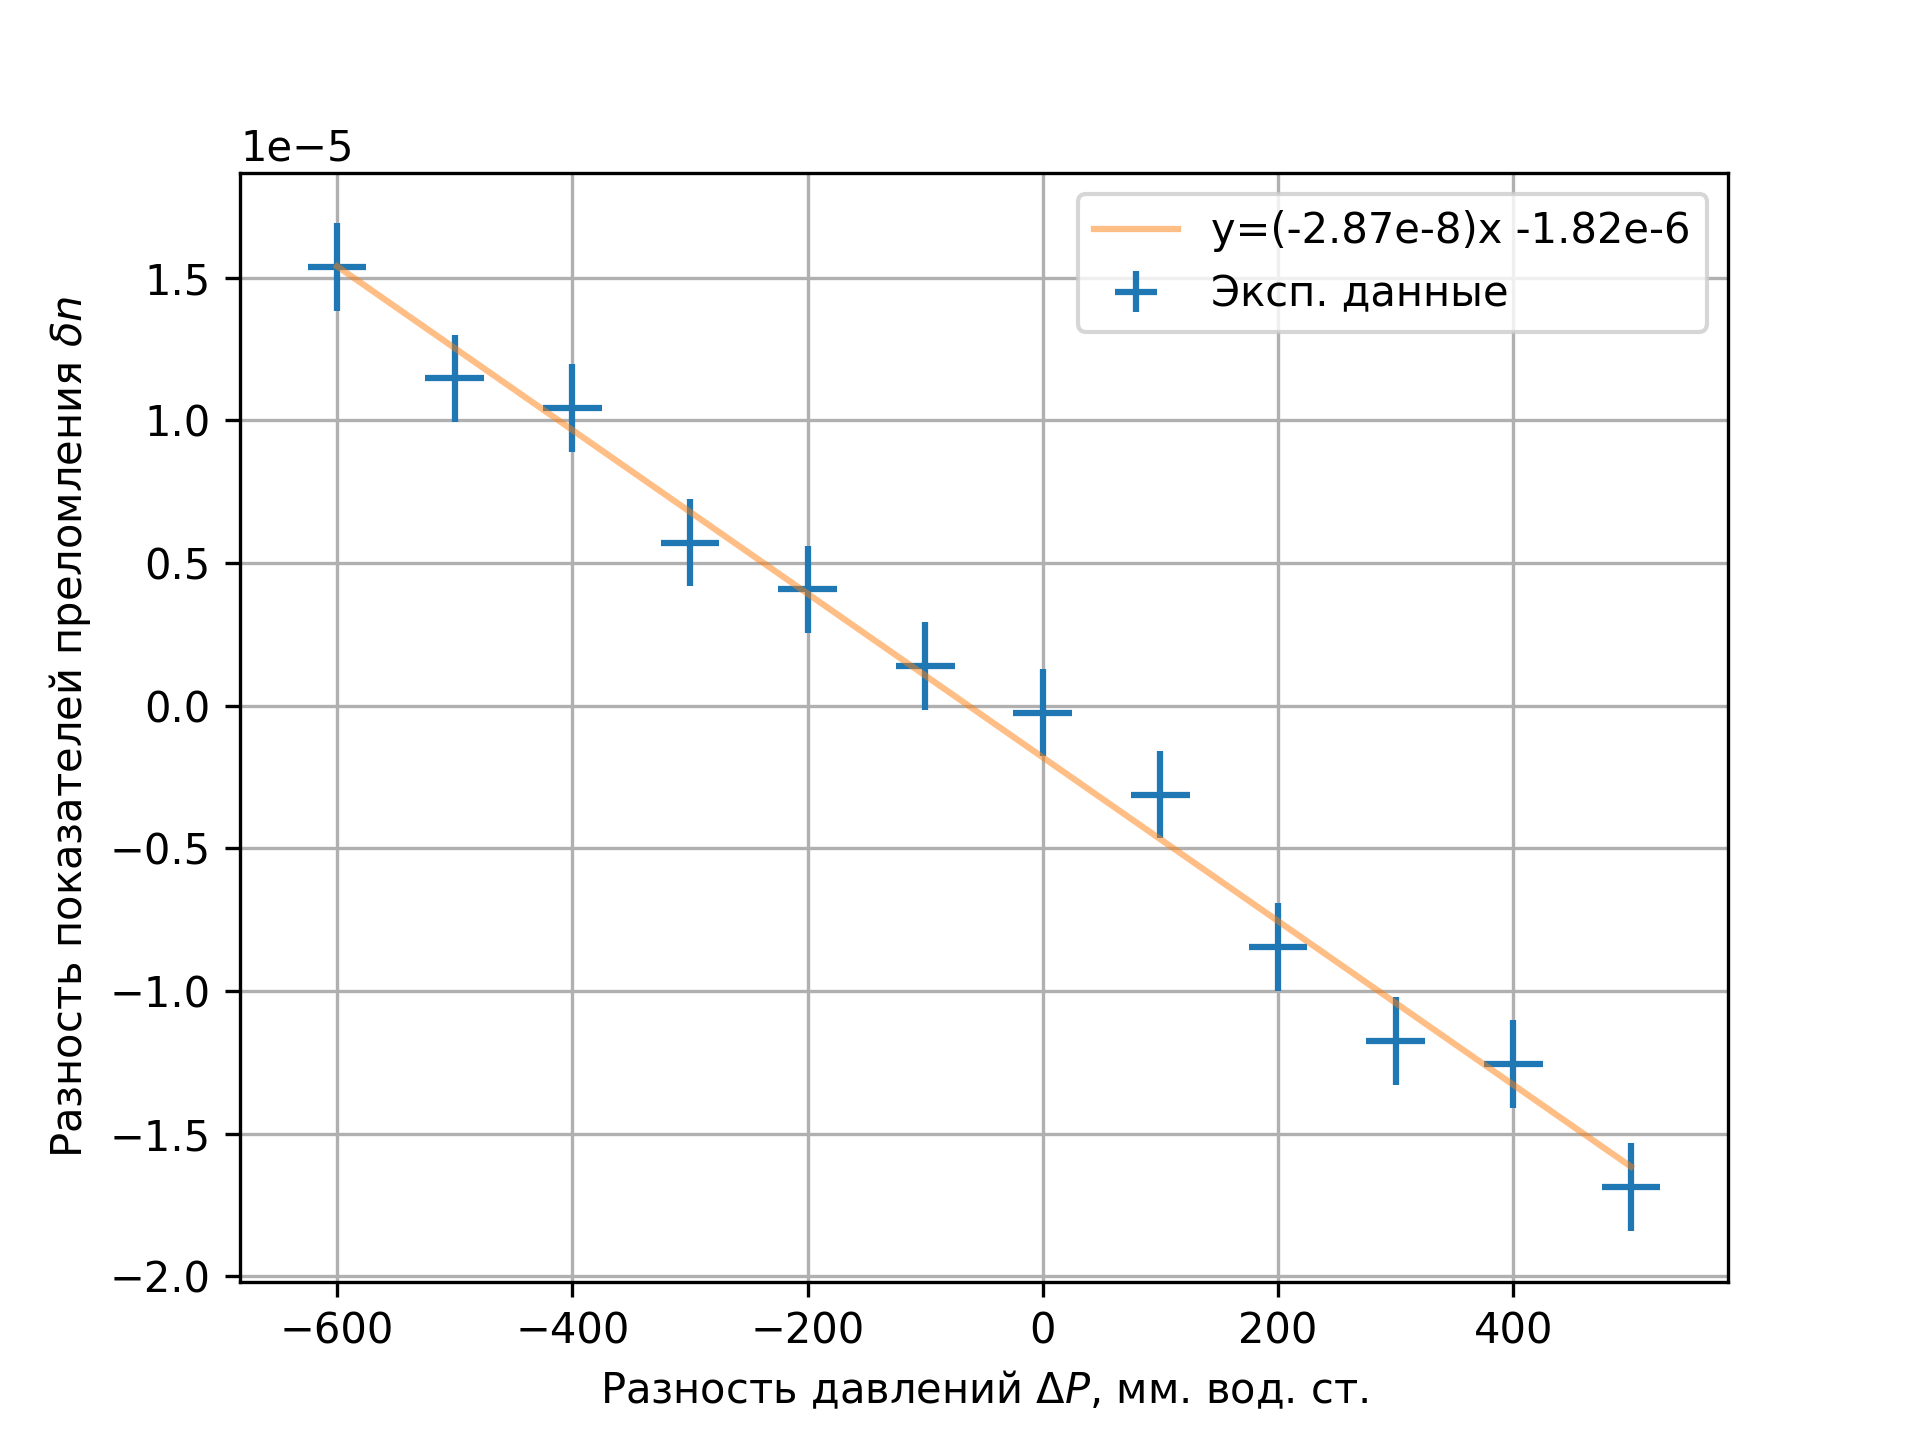 1e−5
y=(-2.87e-8)x -1.82e-6
Эксп. данные
1.5
1.0
0.5
0.0
−0.5
−1.0
−1.5
−2.0
Разность показателей преломления δn
−600 −400 −200 0 200 400
Разность давлений ΔP, мм. вод. ст.